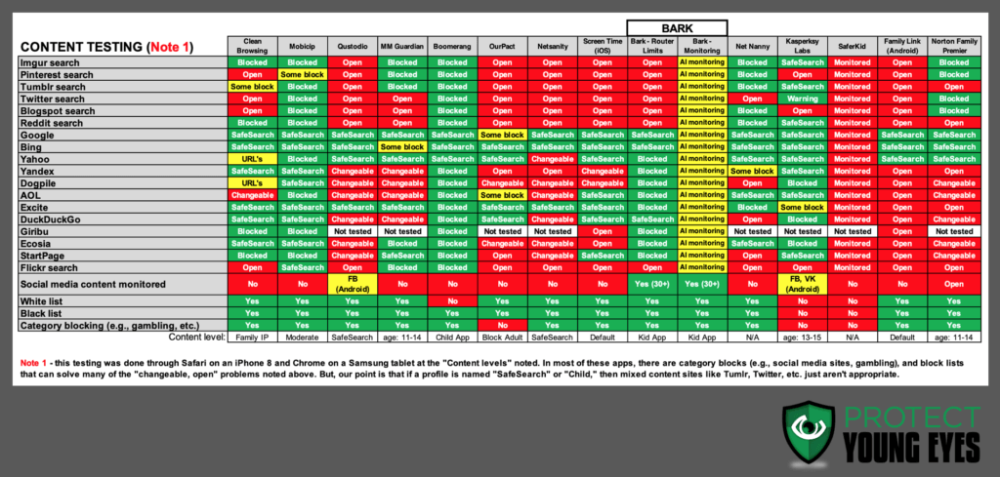 BARK
CONTENT TESTING (Note 1) Clean Browsing Mobicip Qustodio MM Guardian Boomerang OurPact Netsanity Screen Time (iOS) Bark - Router Limits Bark - Monitoring Net Nanny Kaspersky Labs SaferKid Family Link (Android) Norton Family Premier
Imgur search Blocked Blocked Open Blocked Blocked Open Open Open Open AI monitoring Blocked SafeSearch Monitored Open Blocked
Pinterest search Open Some block Open Blocked Blocked Open Open Open Open AI monitoring Blocked Open Monitored Open Blocked
Tumblr search Some block Blocked Open Blocked Blocked Open Open Open Open AI monitoring Blocked SafeSearch Monitored Open Open
Twitter search Open Blocked Open Open Blocked Open Open Open Open AI monitoring Open Warning Monitored Open Blocked
Blogspot search Open Blocked Open Open Blocked Open Open Open Open AI monitoring Blocked Open Monitored Open Blocked
Reddit search Blocked Blocked Open Open Blocked Open Open Open Open AI monitoring Blocked SafeSearch Monitored Open Open
Google SafeSearch SafeSearch SafeSearch SafeSearch SafeSearch Some block SafeSearch SafeSearch SafeSearch AI monitoring SafeSearch SafeSearch Monitored SafeSearch SafeSearch
Bing SafeSearch SafeSearch SafeSearch Some block SafeSearch SafeSearch SafeSearch SafeSearch SafeSearch AI monitoring SafeSearch SafeSearch Monitored SafeSearch SafeSearch
Yahoo URL's Blocked SafeSearch SafeSearch SafeSearch SafeSearch Changeable SafeSearch Blocked AI monitoring SafeSearch SafeSearch Monitored SafeSearch SafeSearch
Yandex SafeSearch SafeSearch Changeable Changeable Blocked Open Open Changeable Blocked AI monitoring Some block SafeSearch Monitored Open Changeable
Dogpile URL's SafeSearch Changeable Changeable Blocked Changeable Changeable Changeable Blocked AI monitoring Open Blocked Monitored Open Changeable
AOL Changeable Blocked SafeSearch Changeable Blocked Some block SafeSearch SafeSearch Blocked AI monitoring SafeSearch SafeSearch Monitored Open Open
Excite SafeSearch SafeSearch SafeSearch SafeSearch Blocked SafeSearch SafeSearch SafeSearch SafeSearch AI monitoring Blocked Some block Monitored Open Open
DuckDuckGo SafeSearch SafeSearch Changeable Changeable Blocked SafeSearch SafeSearch SafeSearch SafeSearch AI monitoring Open Blocked Monitored Open Changeable
Giribu Blocked Blocked Not tested Not tested Blocked Not tested Not tested Open Blocked AI monitoring Not tested Not tested Not tested Open Not tested
Ecosia SafeSearch SafeSearch Changeable Blocked Blocked Changeable Changeable Open Blocked AI monitoring SafeSearch SafeSearch Monitored Open Changeable
StartPage Blocked Blocked Changeable SafeSearch Blocked Open Changeable SafeSearch Blocked AI monitoring Open SafeSearch Monitored Open Changeable
Flickr search Open SafeSearch Open Blocked Blocked Open Open Open Open AI monitoring Blocked Open Monitored Open Open
Social media content monitored No No FB (Android) No No No No No Yes (30+) Yes (30+) No FB, VK (Android) No No Open
White list Yes Yes Yes Yes No Yes Yes Yes Yes Yes Yes No No Yes Yes
Black list Yes Yes Yes Yes Yes Yes Yes Yes Yes Yes Yes No No Yes Yes
Category blocking (e.g., gambling, etc.) Yes Yes Yes Yes Yes No Yes Yes Yes Yes Yes No No Yes Yes
Content level: Family IP Moderate SafeSearch age: 11-14 Child App Block Adult SafeSearch Default Kid App Kid App N/A age: 13-15 N/A Default age: 11-14
Note 1 - this testing was done through Safari on an iPhone 8 and Chrome on a Samsung tablet at the "Content levels" noted. In most of these apps, there are category blocks (e.g., social media sites, gambling), and block lists
that can solve many of the "changeable, open" problems noted above. But, our point is that if a profile is named "SafeSearch" or "Child," then mixed content sites like Tumlr, Twitter, etc. just aren't appropriate.
PROTECT
YOUNG EYES